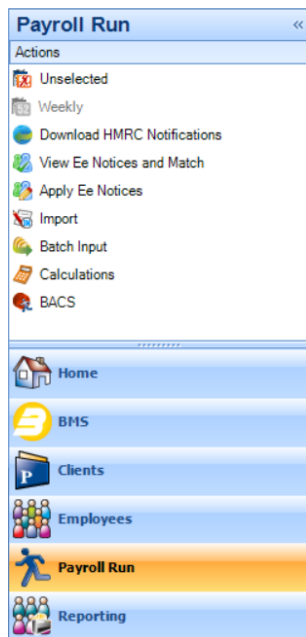 Payroll Run «
Actions
Unselected
52 Weekly
Download HMRC Notifications
View Ee Notices and Match
Apply Ee Notices
Import
Batch Input
Calculations
BACS
Home
BMS
P Clients
Employees
Payroll Run
Reporting